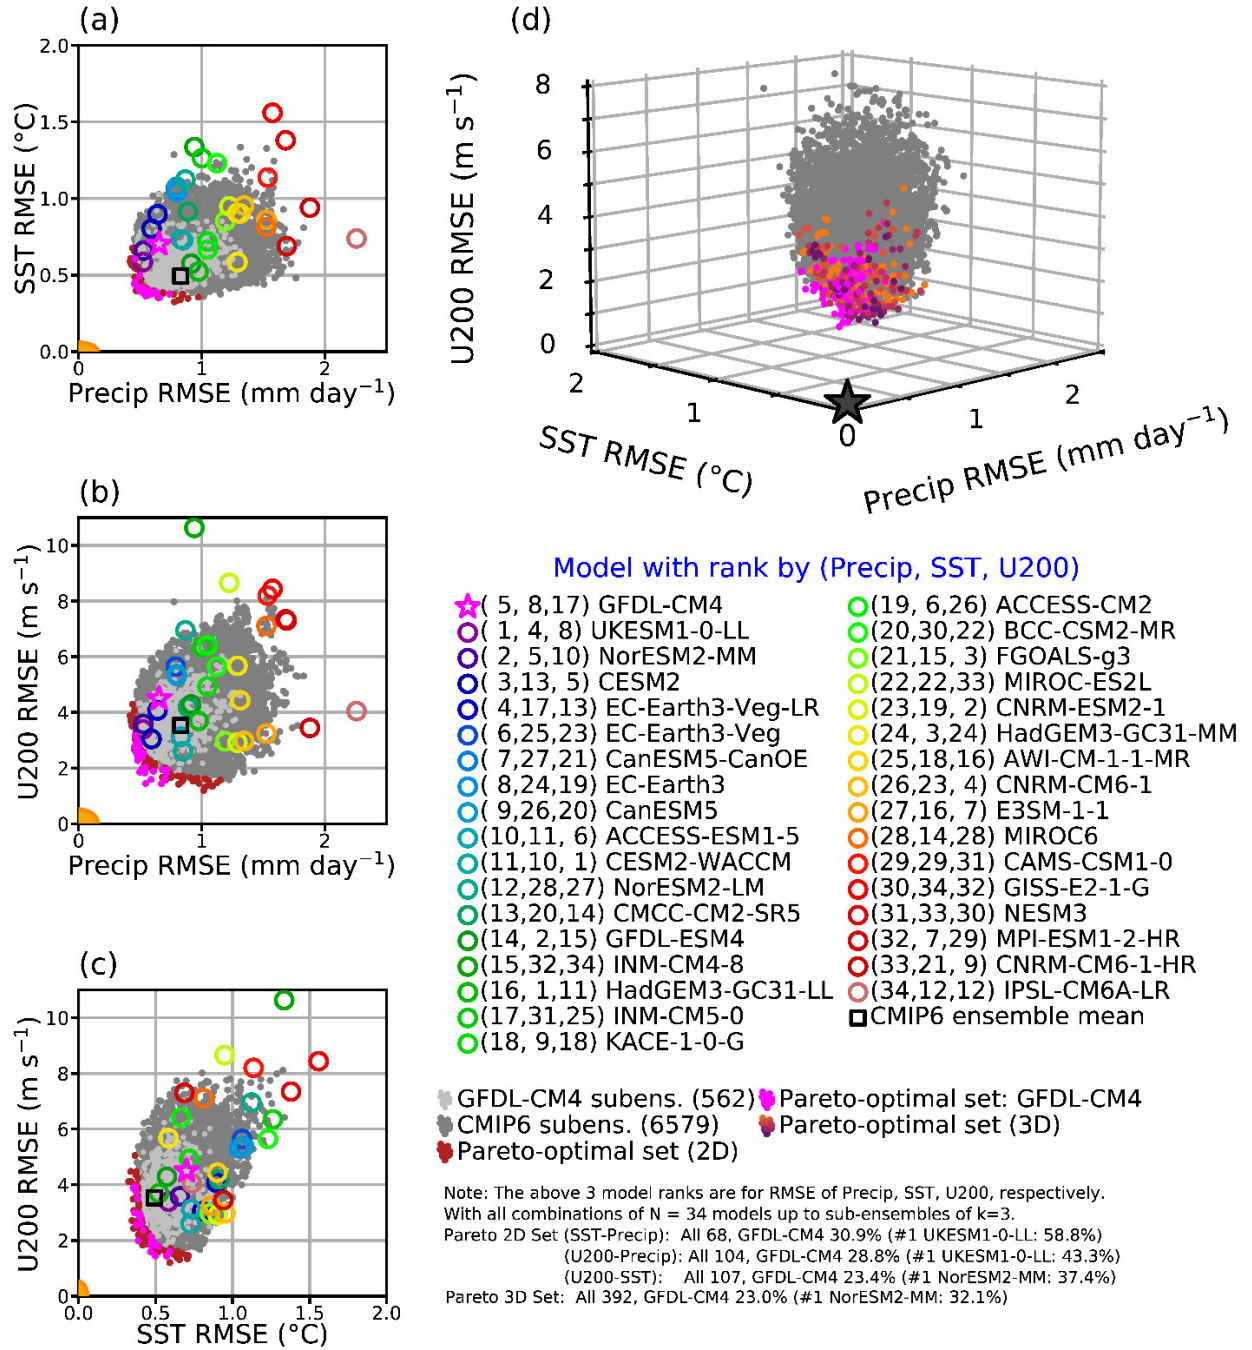 (a)
2.0
1.5
1.0
0.5
0.0
0
1
2
SST RMSE (°C)
Precip RMSE (mm day⁻¹)
(b)
10
8
6
4
2
0
0
1
2
U200 RMSE (m s⁻¹)
Precip RMSE (mm day⁻¹)
(c)
10
8
6
4
2
0
0.0
0.5
1.0
1.5
2.0
U200 RMSE (m s⁻¹)
SST RMSE (°C)
(d)
8
6
4
2
0
U200 RMSE (m s⁻¹)
2
1
0
1
2
SST RMSE (°C)
Precip RMSE (mm day⁻¹)
Model with rank by (Precip, SST, U200)
( 5, 8,17) GFDL-CM4
( 1, 4, 8) UKESM1-0-LL
( 2, 5,10) NorESM2-MM
( 3,13, 5) CESM2
( 4,17,13) EC-Earth3-Veg-LR
( 6,25,23) EC-Earth3-Veg
( 7,27,21) CanESM5-CanOE
( 8,24,19) EC-Earth3
( 9,26,20) CanESM5
(10,11, 6) ACCESS-ESM1-5
(11,10, 1) CESM2-WACCM
(12,28,27) NorESM2-LM
(13,20,14) CMCC-CM2-SR5
(14, 2,15) GFDL-ESM4
(15,32,34) INM-CM4-8
(16, 1,11) HadGEM3-GC31-LL
(17,31,25) INM-CM5-0
(18, 9,18) KACE-1-0-G
(19, 6,26) ACCESS-CM2
(20,30,22) BCC-CSM2-MR
(21,15, 3) FGOALS-g3
(22,22,33) MIROC-ES2L
(23,19, 2) CNRM-ESM2-1
(24, 3,24) HadGEM3-GC31-MM
(25,18,16) AWI-CM-1-1-MR
(26,23, 4) CNRM-CM6-1
(27,16, 7) E3SM-1-1
(28,14,28) MIROC6
(29,29,31) CAMS-CSM1-0
(30,34,32) GISS-E2-1-G
(31,33,30) NESM3
(32, 7,29) MPI-ESM1-2-HR
(33,21, 9) CNRM-CM6-1-HR
(34,12,12) IPSL-CM6A-LR
CMIP6 ensemble mean
GFDL-CM4 subens. (562)
CMIP6 subens. (6579)
Pareto-optimal set (2D)
Pareto-optimal set: GFDL-CM4
Pareto-optimal set (3D)
Note: The above 3 model ranks are for RMSE of Precip, SST, U200, respectively.
With all combinations of N = 34 models up to sub-ensembles of k=3.
Pareto 2D Set (SST-Precip): All 68, GFDL-CM4 30.9% (#1 UKESM1-0-LL: 58.8%)
(U200-Precip): All 104, GFDL-CM4 28.8% (#1 UKESM1-0-LL: 43.3%)
(U200-SST): All 107, GFDL-CM4 23.4% (#1 NorESM2-MM: 37.4%)
Pareto 3D Set: All 392, GFDL-CM4 23.0% (#1 NorESM2-MM: 32.1%)